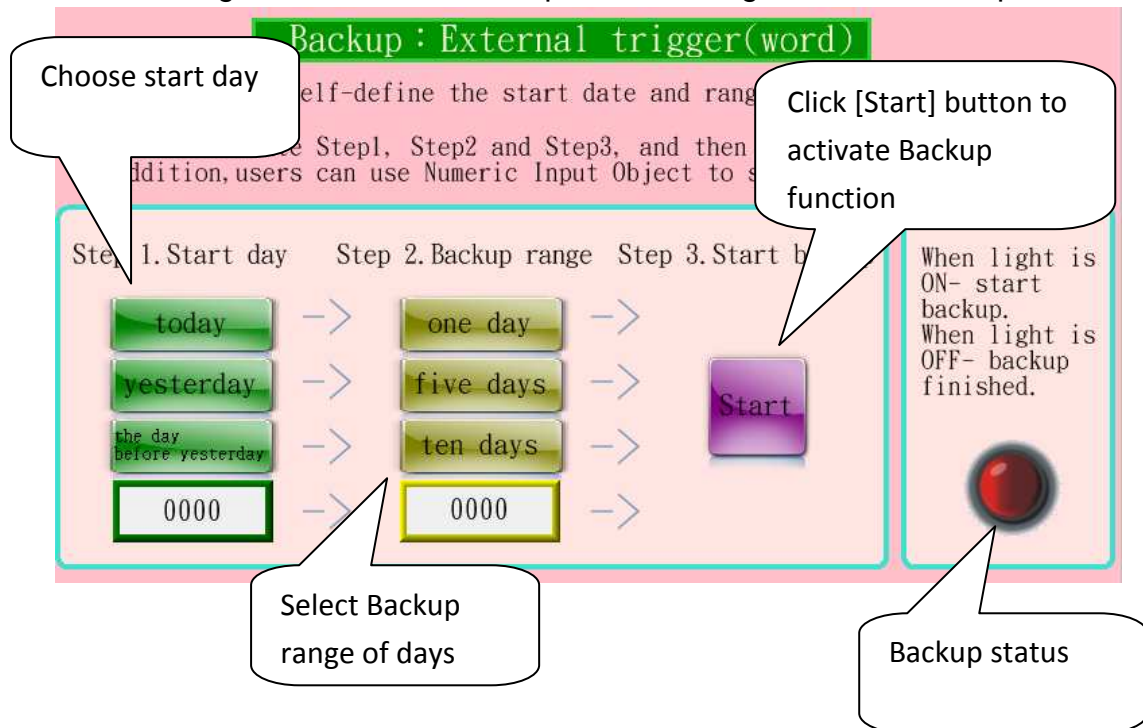 Backup：External trigger(word)
Choose start day
elf-define the start date and rang
Click [Start] button to
activate Backup
function
Step1, Step2 and Step3, and then
ddition,users can use Numeric Input Object to s
Step 1.Start day
Step 2.Backup range
Step 3.Start b
today
yesterday
the day
before yesterday
0000
one day
five days
ten days
0000
Start
When light is
ON- start
backup.
When light is
OFF- backup
finished.
Select Backup
range of days
Backup status